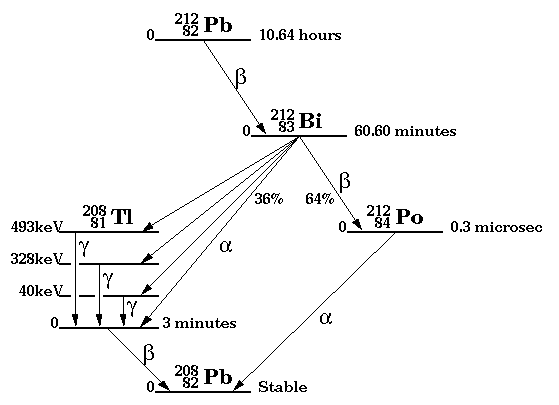 0 212 82 Pb 10.64 hours
β
0 212 83 Bi 60.60 minutes
36% 64% β
208 81 Tl
212 84 Po
493keV
0 0.3 microsec
γ α
328keV
γ
40keV
γ
0 3 minutes
α
β
0 208 82 Pb Stable